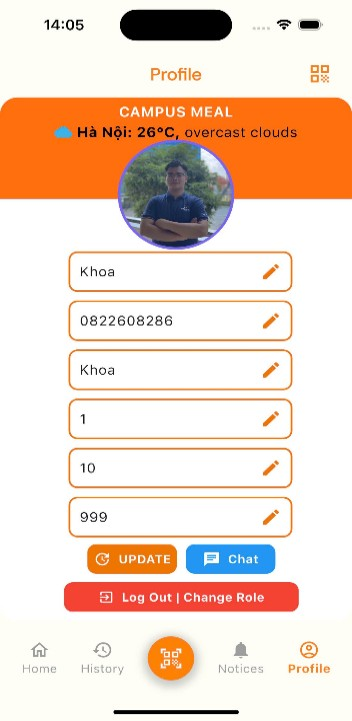 14:05
Profile
CAMPUS MEAL
Hà Nội: 26°C, overcast clouds
Khoa
0822608286
Khoa
1
10
999
UPDATE Chat
Log Out | Change Role
Home History Notices Profile